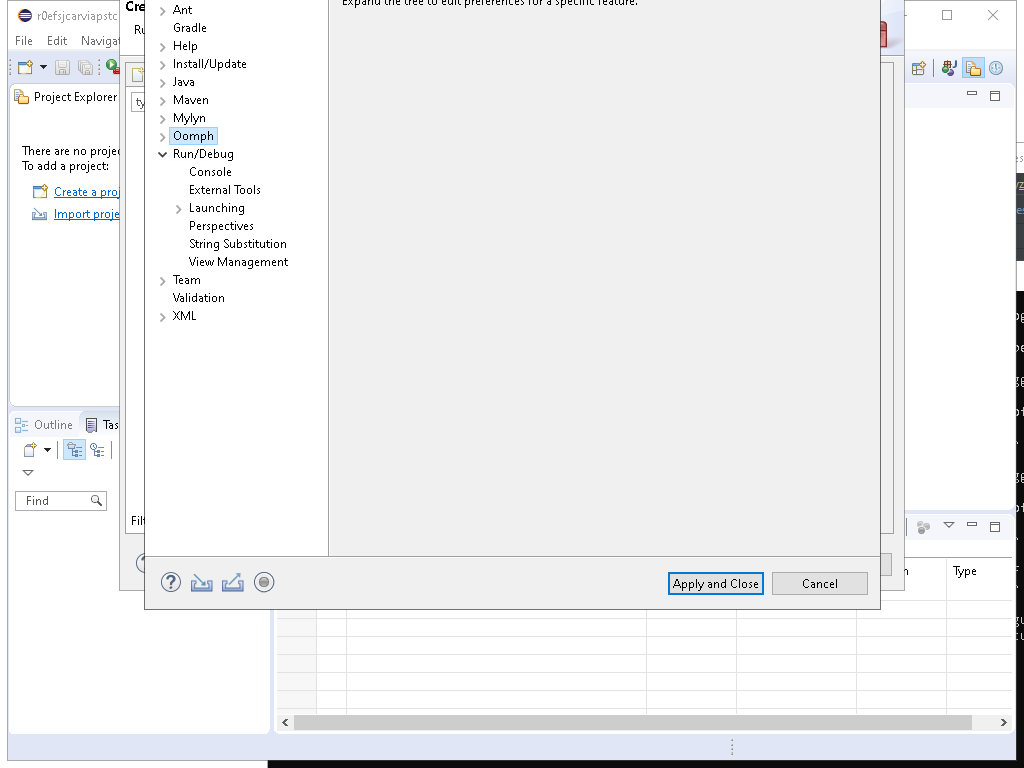 r0efsjcarviapstc
Cre
Ru
File Edit Naviga
Project Explorer
There are no proje
To add a project:
Create a proj
Import proje
ty
Filt
Expand the tree to edit preferences for a specific feature.
Ant
Gradle
Help
Install/Update
Java
Maven
Mylyn
Oomph
Run/Debug
Console
External Tools
Launching
Perspectives
String Substitution
View Management
Team
Validation
XML
Apply and Close
Cancel
Outline
Tas
Find
Type